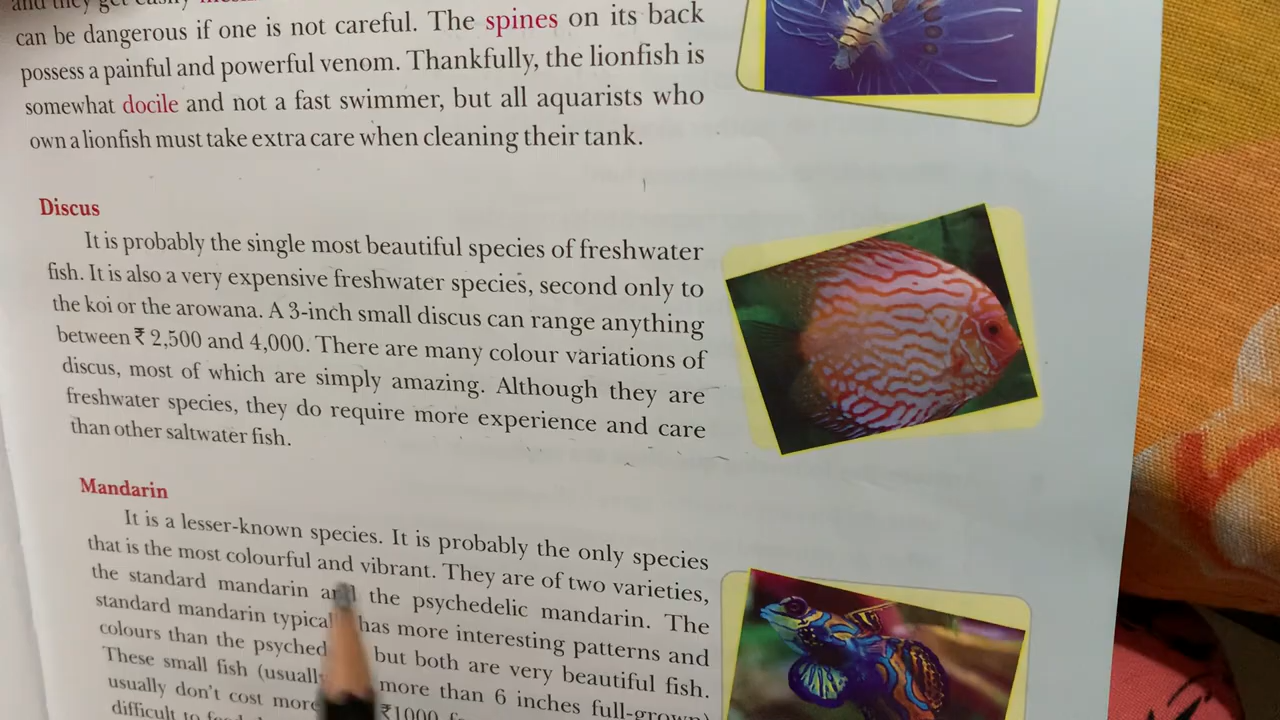 and they get easily
can be dangerous if one is not careful. The spines on its back
possess a painful and powerful venom. Thankfully, the lionfish is
somewhat docile and not a fast swimmer, but all aquarists who
own a lionfish must take extra care when cleaning their tank.
Discus
It is probably the single most beautiful species of freshwater
fish. It is also a very expensive freshwater species, second only to
the koi or the arowana. A 3-inch small discus can range anything
between ₹ 2,500 and 4,000. There are many colour variations of
discus, most of which are simply amazing. Although they are
freshwater species, they do require more experience and care
than other saltwater fish.
Mandarin
It is a lesser-known species. It is probably the only species
that is the most colourful and vibrant. They are of two varieties,
the standard mandarin and the psychedelic mandarin. The
standard mandarin typical has more interesting patterns and
colours than the psyched but both are very beautiful fish.
These small fish (usually more than 6 inches full-grown)
usually don't cost more ₹1000
difficult to